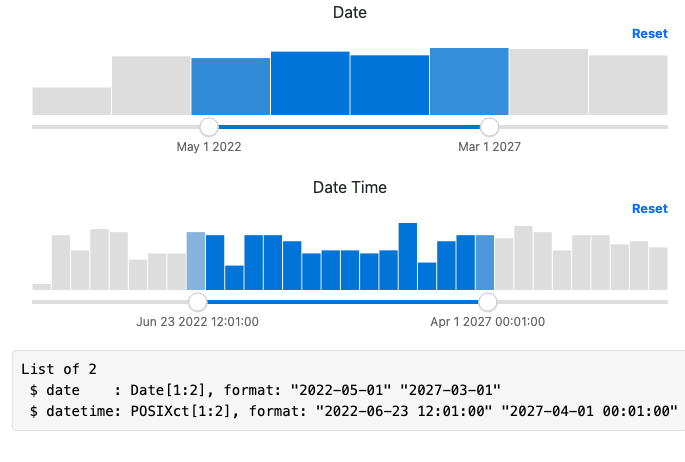 Date
Reset
May 1 2022 Mar 1 2027
Date Time
Reset
Jun 23 2022 12:01:00 Apr 1 2027 00:01:00
List of 2
 $ date    : Date[1:2], format: "2022-05-01" "2027-03-01"
 $ datetime: POSIXct[1:2], format: "2022-06-23 12:01:00" "2027-04-01 00:01:00"